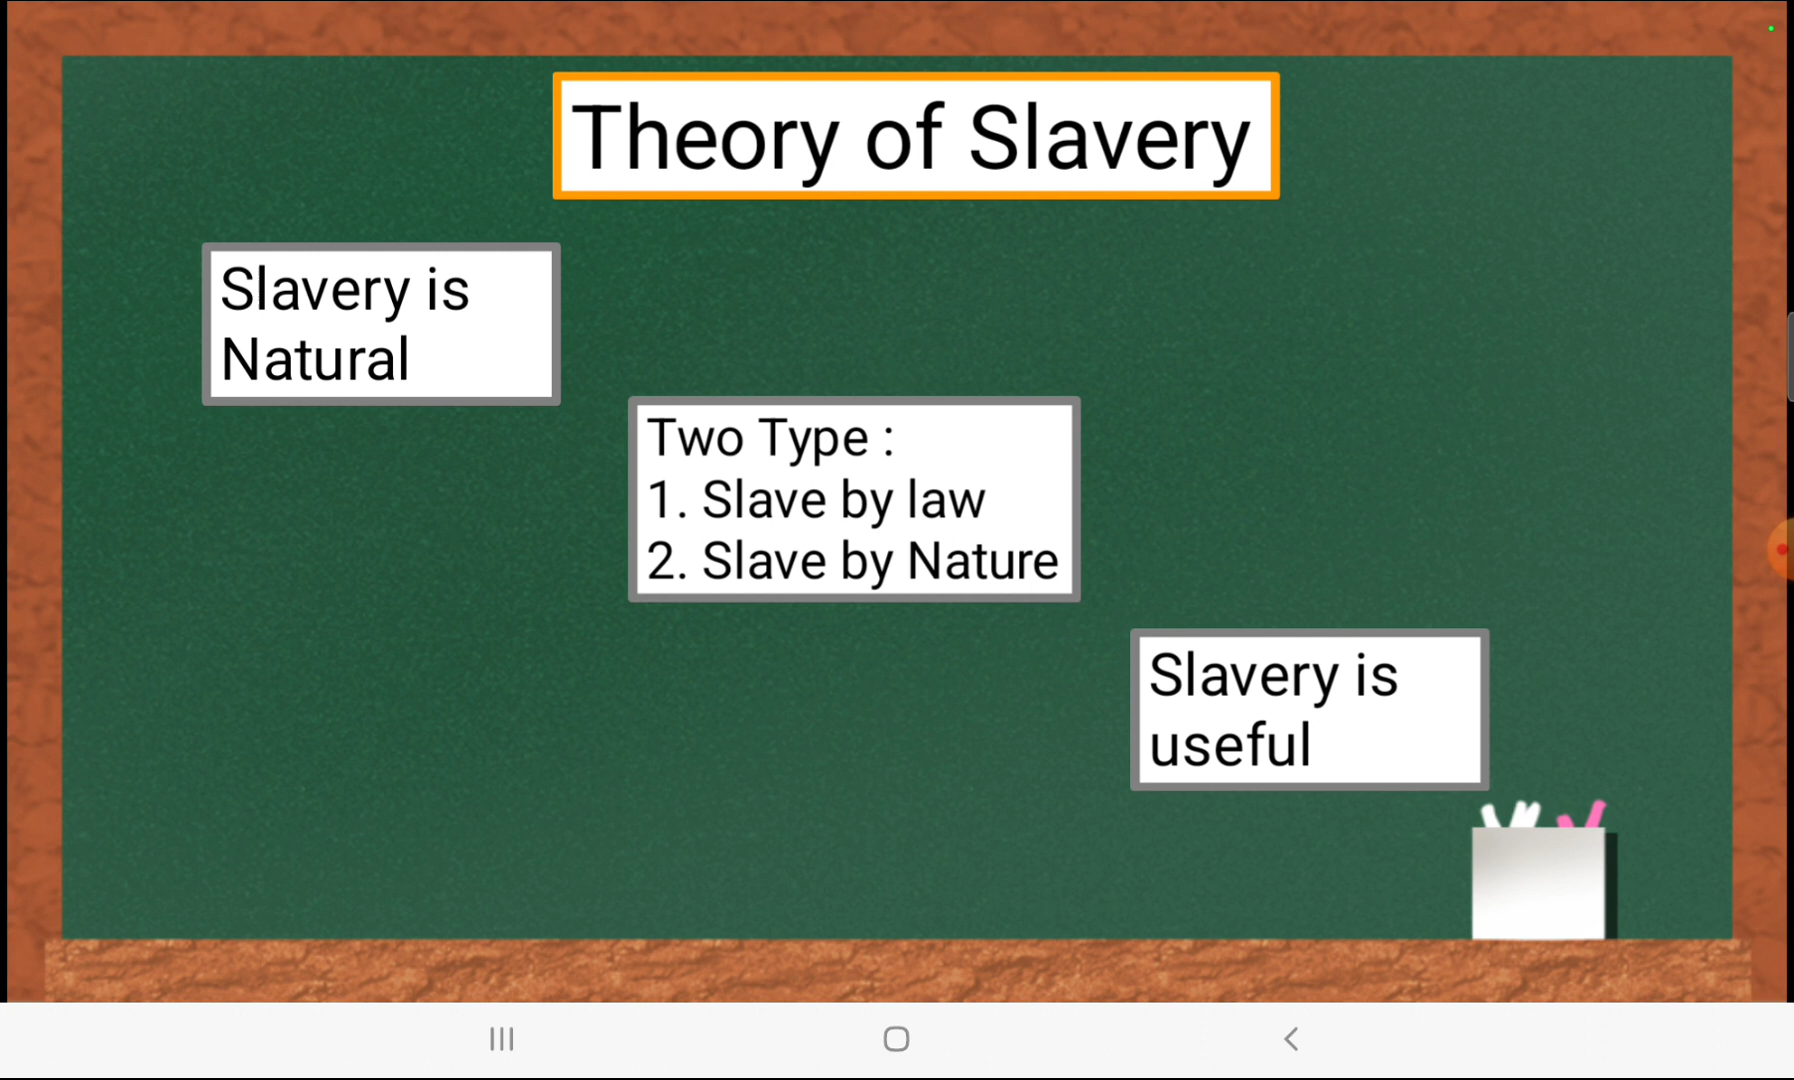 Theory of Slavery
Slavery is
Natural
Two Type :
1. Slave by law
2. Slave by Nature
Slavery is
useful